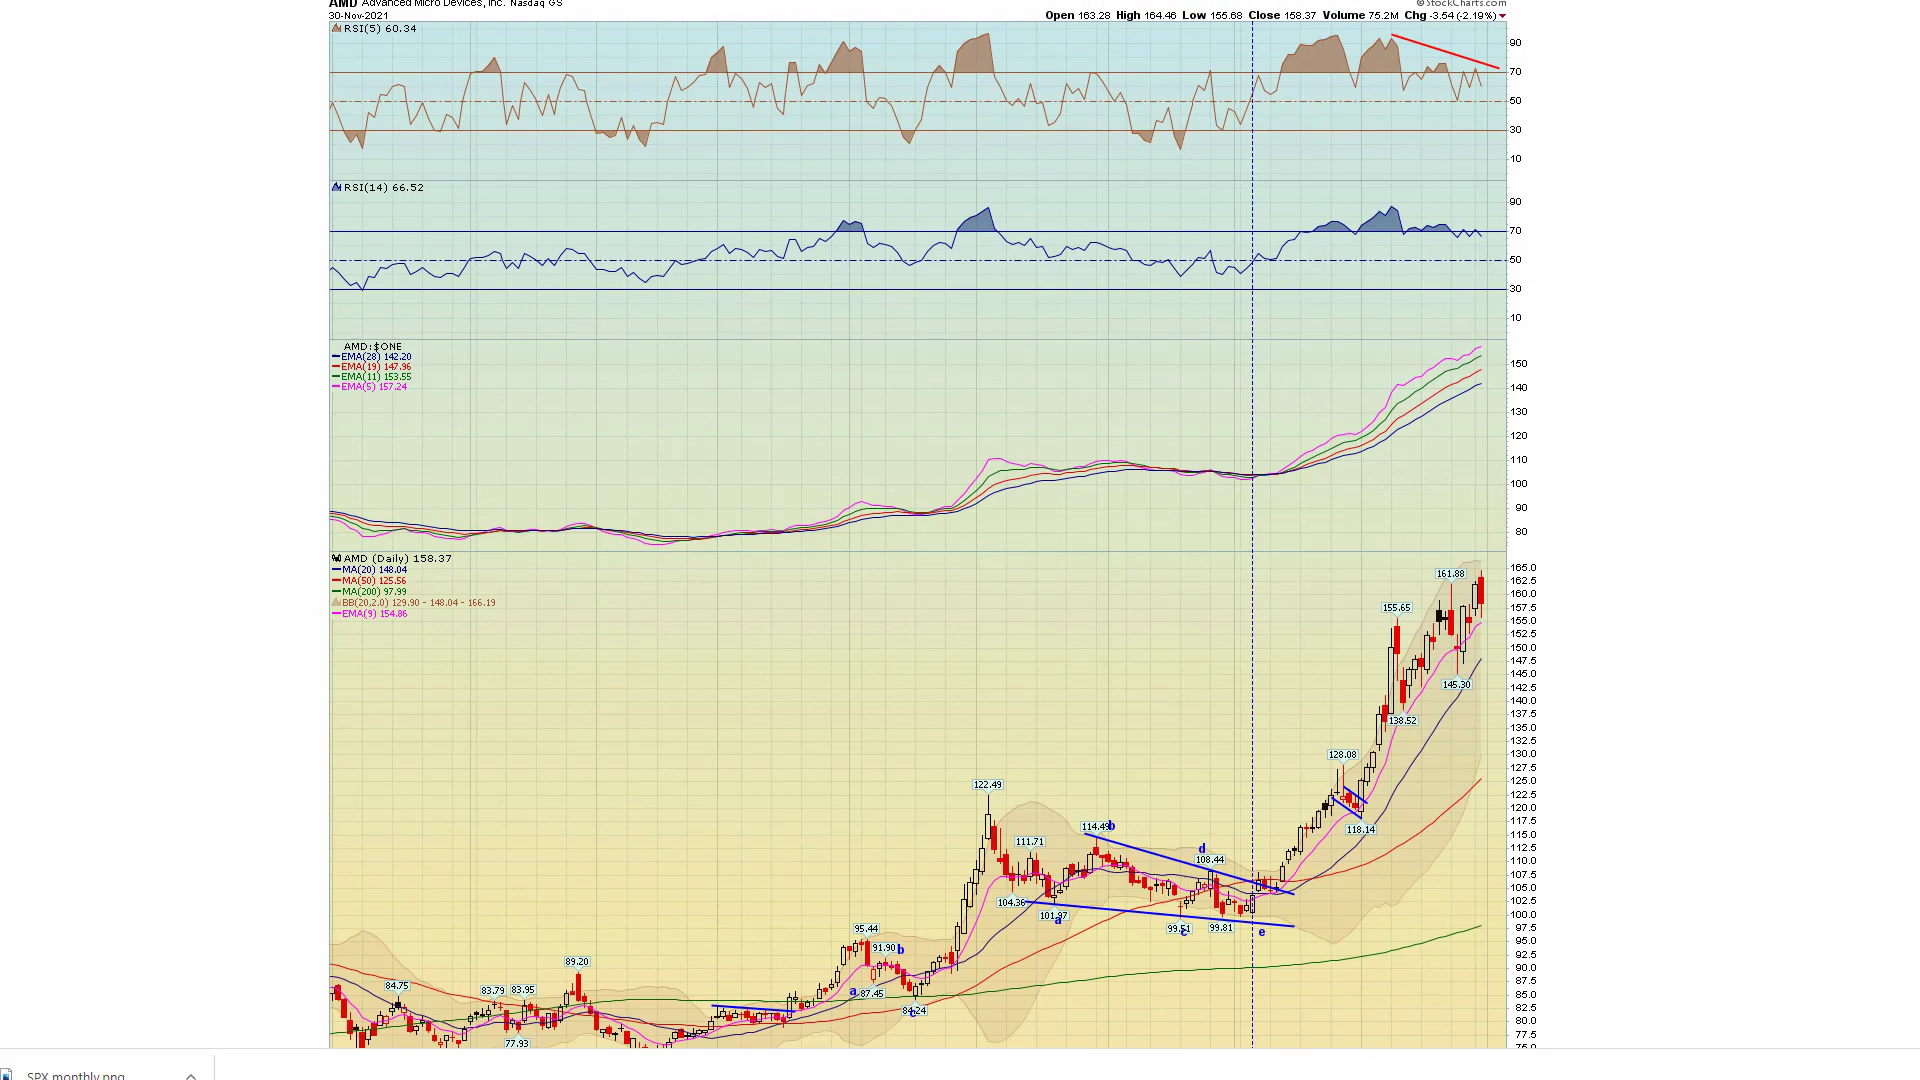 AMD Advanced Micro Devices, Inc. Nasdaq GS
© StockCharts.com
30-Nov-2021
Open 163.28 High 164.46 Low 155.68 Close 158.37 Volume 75.2M Chg -3.54 (-2.19%)
RSI(5) 60.34
90
70
50
30
10
RSI(14) 66.52
90
70
50
30
10
AMD:$ONE
EMA(28) 142.20
EMA(19) 147.96
EMA(11) 153.55
EMA(5) 157.24
150
140
130
120
110
100
90
80
AMD (Daily) 158.37
MA(20) 148.04
MA(50) 125.56
MA(200) 97.99
BB(20,2.0) 129.90 - 148.04 - 166.19
EMA(9) 154.86
165.0
162.5
160.0
157.5
155.0
152.5
150.0
147.5
145.0
142.5
140.0
137.5
135.0
132.5
130.0
127.5
125.0
122.5
120.0
117.5
115.0
112.5
110.0
107.5
105.0
102.5
100.0
97.5
95.0
92.5
90.0
87.5
85.0
82.5
80.0
77.5
75.0
161.88
155.65
145.30
138.52
128.08
118.14
122.49
114.49 b
111.71
d
108.44
104.36
101.97
a
99.51
c
99.81
e
95.44
91.90 b
a 87.45
84.24
c
89.20
84.75
83.79
83.95
77.93
SPX monthly.png